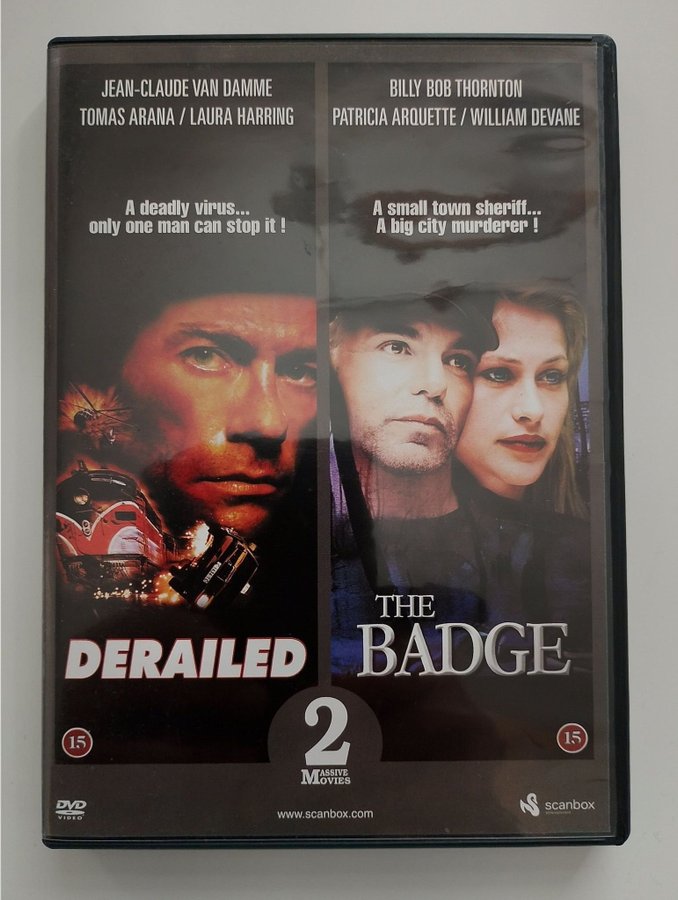 JEAN-CLAUDE VAN DAMME
TOMAS ARANA / LAURA HARRING
A deadly virus...
only one man can stop it !
DERAILED
15
BILLY BOB THORNTON
PATRICIA ARQUETTE / WILLIAM DEVANE
A small town sheriff...
A big city murderer !
THE
BADGE
15
2
MASSIVE
MOVIES
DVD
VIDEO
www.scanbox.com
scanbox